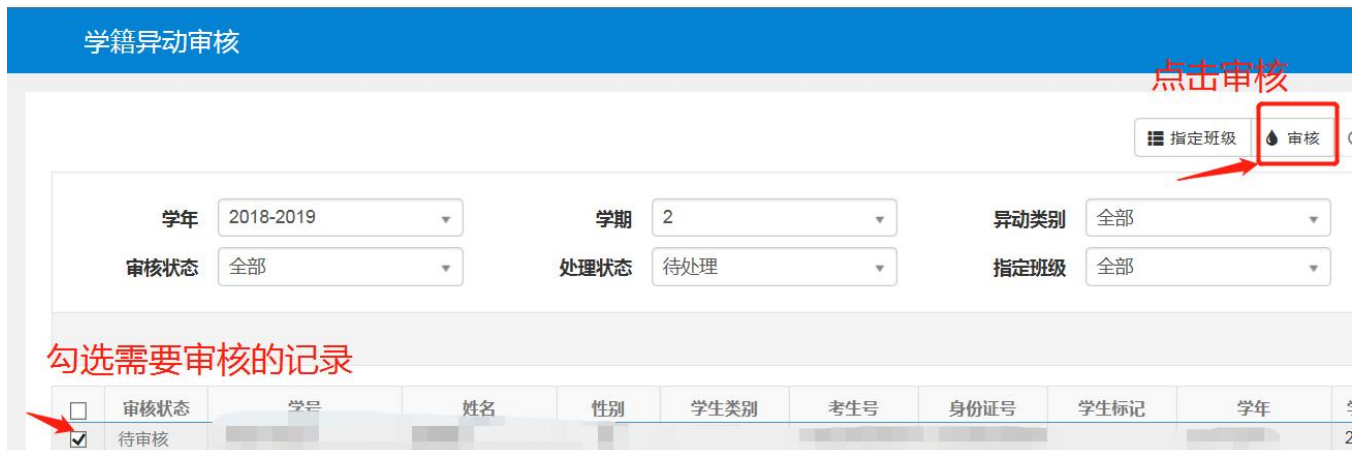 学籍异动审核
点击审核
指定班级 审核
学年 2018-2019 学期 2 异动类别 全部
审核状态 全部 处理状态 待处理 指定班级 全部
勾选需要审核的记录
审核状态 学号 姓名 性别 学生类别 考生号 身份证号 学生标记 学年
待审核 2